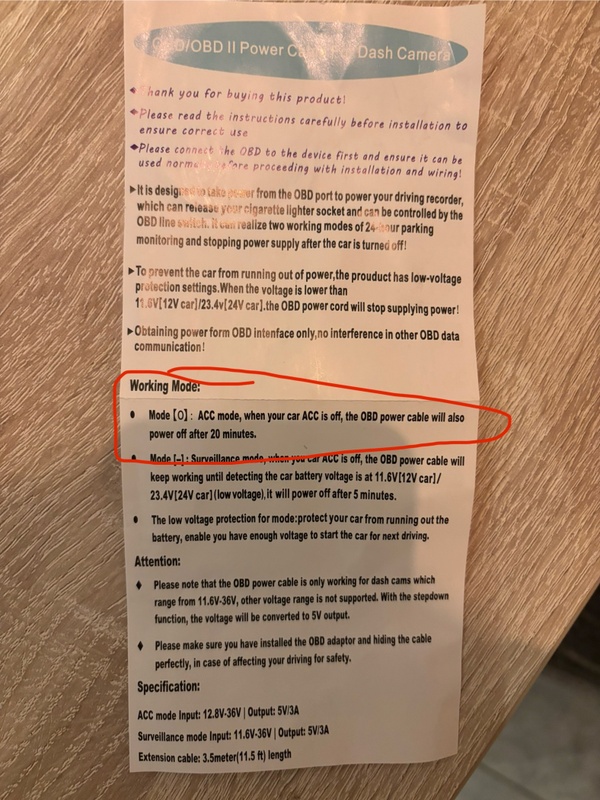 OBD/OBD II Power Cable For Dash Camera
Thank you for buying this product!
Please read the instructions carefully before installation to
ensure correct use
Please connect the OBD to the device first and ensure it can be
used normally before proceeding with installation and wiring!
It is designed to take power from the OBD port to power your driving recorder,
which can release your cigarette lighter socket and can be controlled by the
OBD line switch. it can realize two working modes of 24-hour parking
monitoring and stopping power supply after the car is turned off!
To prevent the car from running out of power,the prouduct has low-voltage
protection settings.When the voltage is lower than
11.6V[12V car]/23.4v[24V car].the OBD power cord will stop supplying power!
Obtaining power form OBD intenface only,no interference in other OBD data
communication!
Working Mode:
Mode [O] : ACC mode, when your car ACC is off, the OBD power cable will also
power off after 20 minutes.
Mode [–] : Surveillance mode, when you car ACC is off, the OBD power cable will
keep working until detecting the car battery voltage is at 11.6V[12V car]/
23.4V[24V car](low voltage),it will power off after 5 minutes.
The low voltage protection for mode:protect your car from running out the
battery, enable you have enough voltage to start the car for next driving.
Attention:
Please note that the OBD power cable is only working for dash cams which
range from 11.6V-36V, other voltage range is not supported. With the stepdown
function, the voltage will be converted to 5V output.
Please make sure you have installed the OBD adaptor and hiding the cable
perfectly, in case of affecting your driving for safety.
Specification:
ACC mode Input: 12.8V-36V | Output: 5V/3A
Surveillance mode Input: 11.6V-36V | Output: 5V/3A
Extension cable: 3.5meter(11.5 ft) length